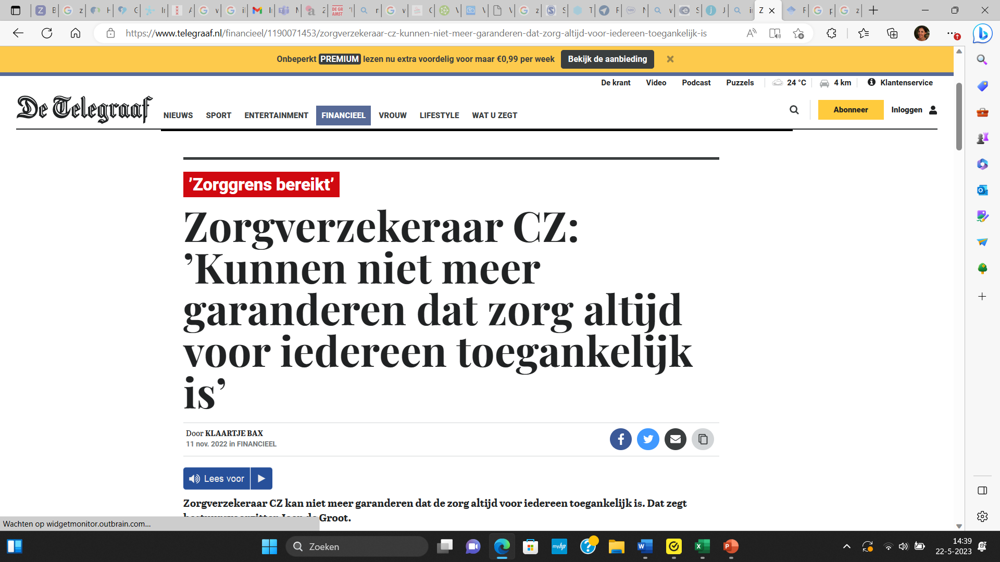 https://www.telegraaf.nl/financieel/1190071453/zorgverzekeraar-cz-kunnen-niet-meer-garanderen-dat-zorg-altijd-voor-iedereen-toegankelijk-is
Onbeperkt PREMIUM lezen nu extra voordelig voor maar €0,99 per week Bekijk de aanbieding
De krant Video Podcast Puzzels 24 °C 4 km Klantenservice
De Telegraaf
NIEUWS SPORT ENTERTAINMENT FINANCIEEL VROUW LIFESTYLE WAT U ZEGT
Abonneer Inloggen
’Zorggrens bereikt’
Zorgverzekeraar CZ:
’Kunnen niet meer
garanderen dat zorg altijd
voor iedereen toegankelijk
is’
Door KLAARTJE BAX
11 nov. 2022 in FINANCIEEL
Lees voor
Zorgverzekeraar CZ kan niet meer garanderen dat de zorg altijd voor iedereen toegankelijk is. Dat zegt
Groot.
Wachten op widgetmonitor.outbrain.com...
Zoeken
14:39
22-5-2023